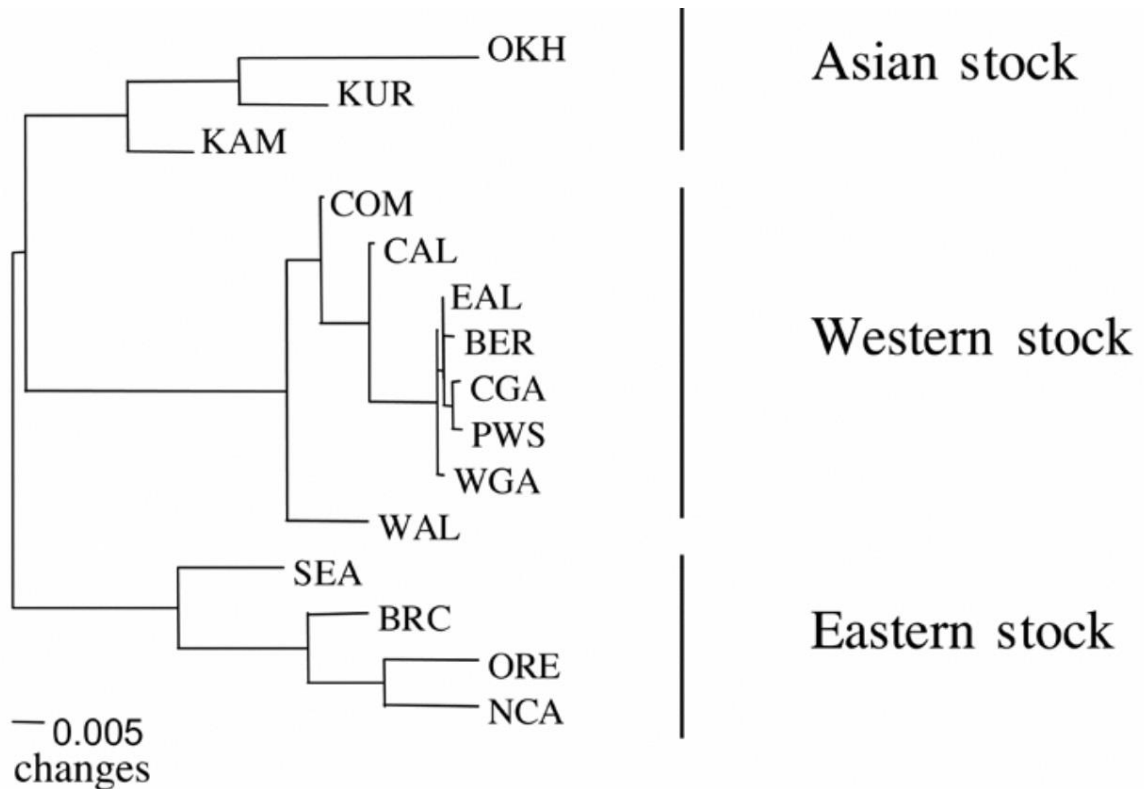 OKH
Asian stock
KUR
KAM
COM
CAL
EAL
BER
Western stock
CGA
PWS
WGA
WAL
SEA
BRC
Eastern stock
ORE
NCA
0.005
changes